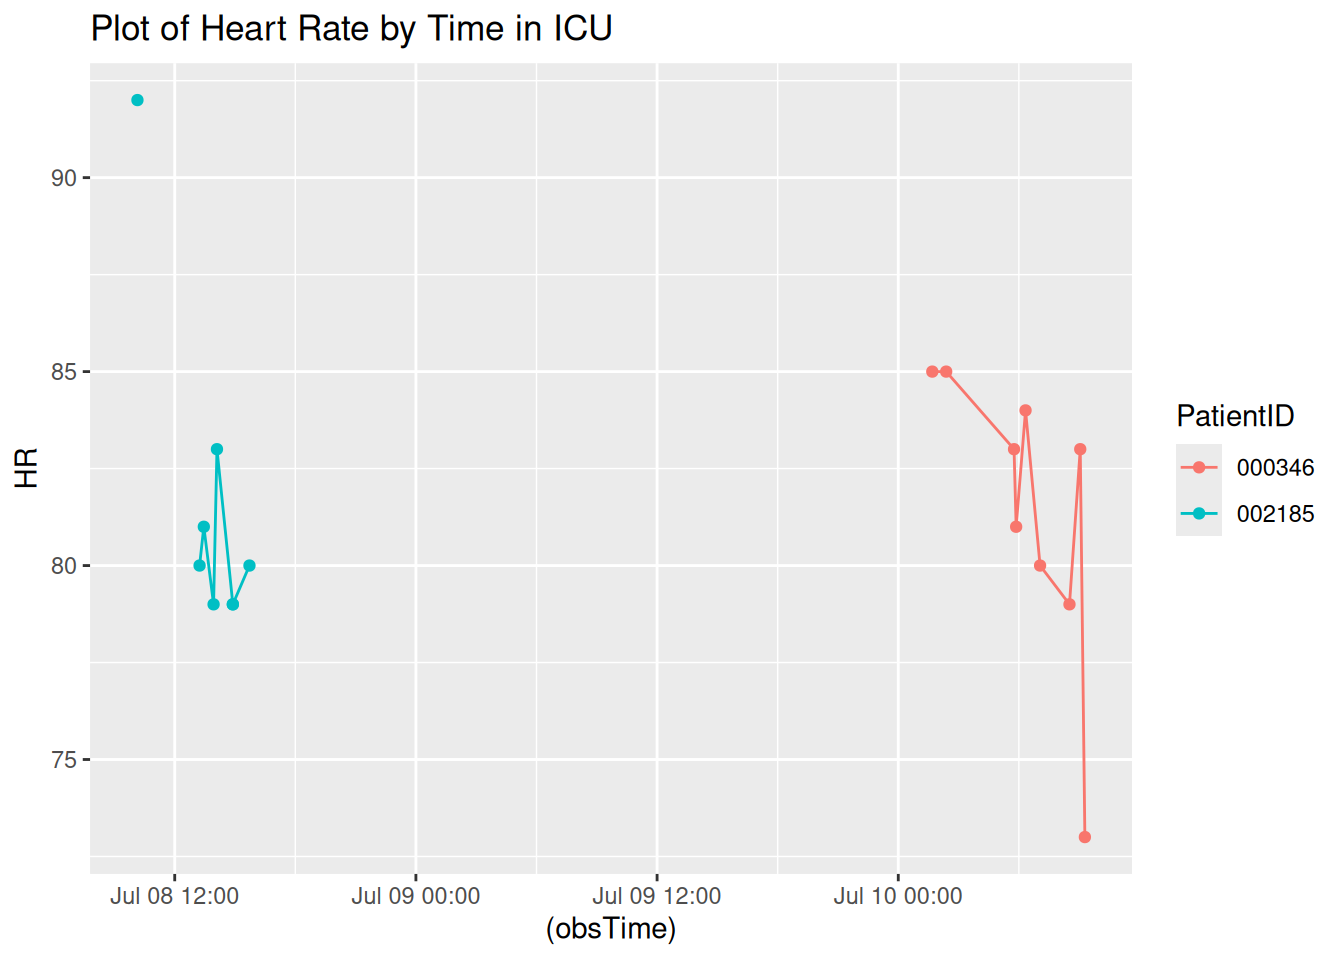 Plot of Heart Rate by Time in ICU
90
85
80
75
HR
Jul 08 12:00
Jul 09 00:00
Jul 09 12:00
Jul 10 00:00
(obsTime)
PatientID
000346
002185